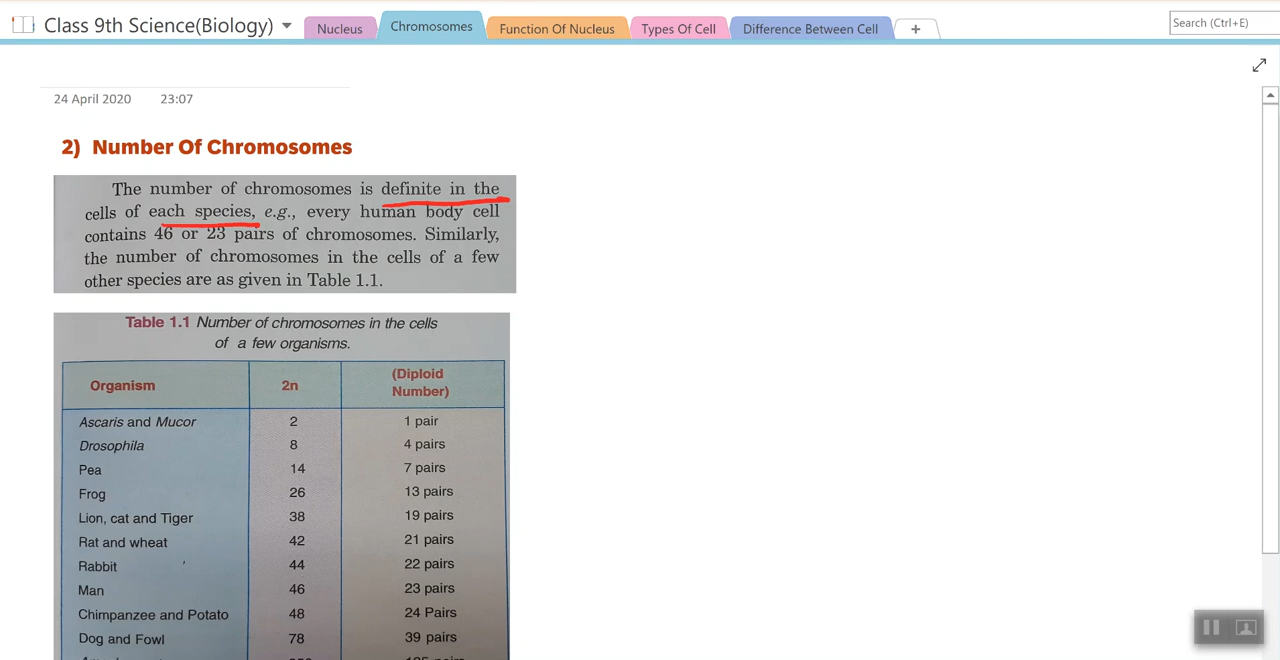 Class 9th Science(Biology)
Nucleus
Chromosomes
Function Of Nucleus
Types Of Cell
Difference Between Cell
+
Search (Ctrl+E)
24 April 2020 23:07
2) Number Of Chromosomes
The number of chromosomes is definite in the
cells of each species, e.g., every human body cell
contains 46 or 23 pairs of chromosomes. Similarly,
the number of chromosomes in the cells of a few
other species are as given in Table 1.1.
Table 1.1 Number of chromosomes in the cells
of a few organisms.
Organism 2n (Diploid
Number)
Ascaris and Mucor 2 1 pair
Drosophila 8 4 pairs
Pea 14 7 pairs
Frog 26 13 pairs
Lion, cat and Tiger 38 19 pairs
Rat and wheat 42 21 pairs
Rabbit 44 22 pairs
Man 46 23 pairs
Chimpanzee and Potato 48 24 Pairs
Dog and Fowl 78 39 pairs